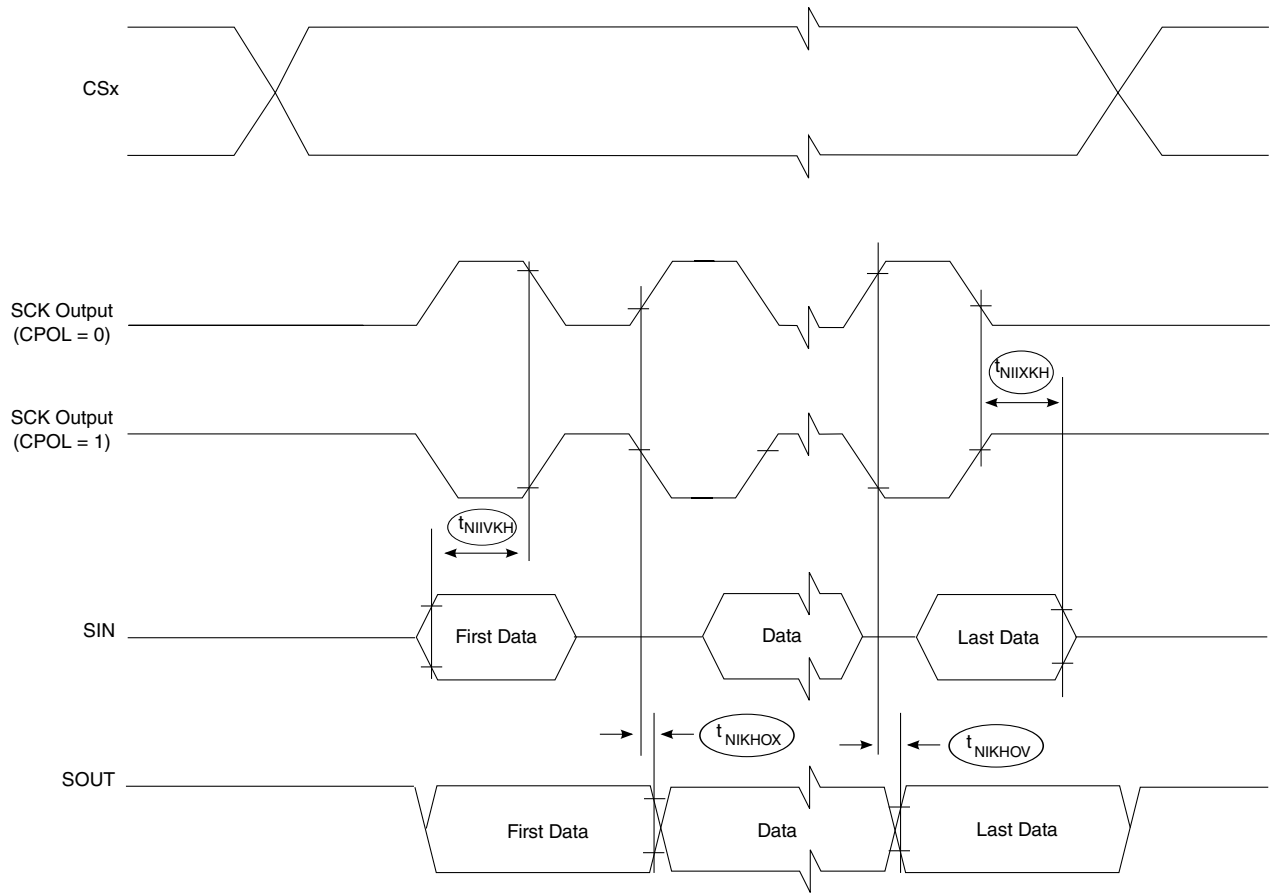 CSx
SCK Output
(CPOL = 0)
tNIIXKH
SCK Output
(CPOL = 1)
tNIIVKH
SIN
First Data
Data
Last Data
tNIKHOX
tNIKHOV
SOUT
First Data
Data
Last Data